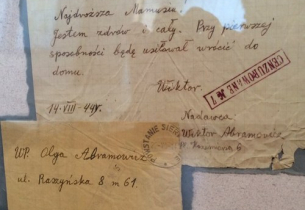 Najdroższa Mamusiu!
Jestem zdrów i cały. Przy pierwszej
sposobności będę usiłował wrócić do
domu.
Wiktor.
CENZUROWANE 7
14-VIII-44r.
Nadawca
Wiktor Abramowicz
WP. Olga Abramowicz
ul. Raszyńska 8 m 61.